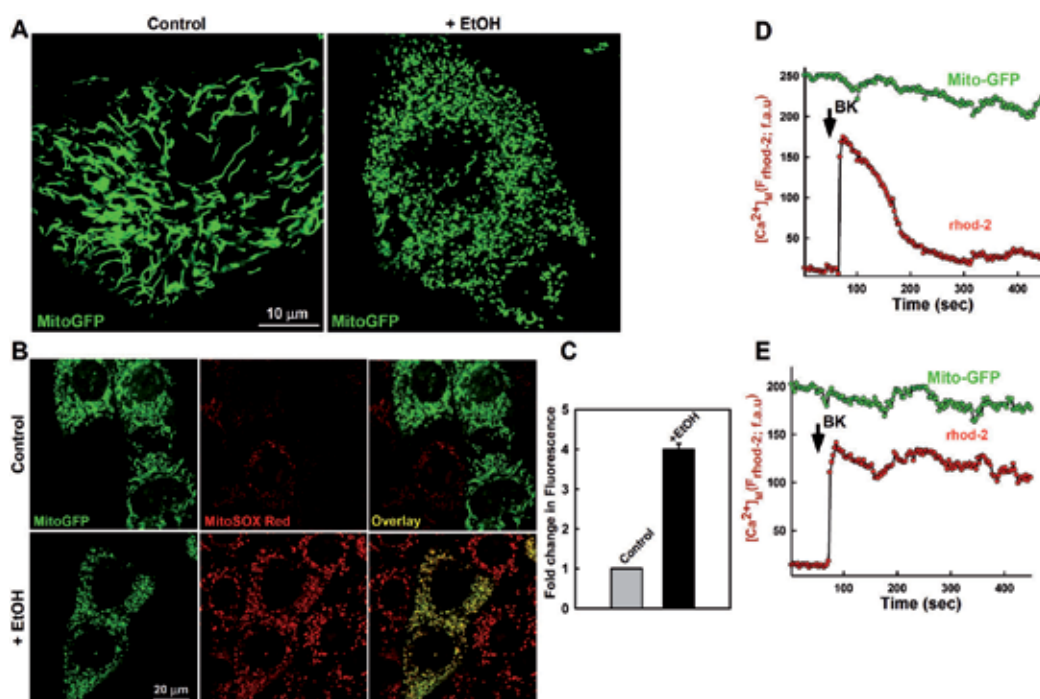 A
Control
+ EtOH
MitoGFP
10 µm
MitoGFP
B
Control
MitoGFP
MitoSOX Red
Overlay
+ EtOH
20 µm
C
Fold change in Fluorescence
5
4
3
2
1
0
Control
+EtOH
D
[Ca2+]M(Frhod-2; f.a.u)
250
200
150
100
50
Mito-GFP
BK
rhod-2
100 200 300 400
Time (sec)
E
[Ca2+]M(Frhod-2; f.a.u)
200
150
100
50
Mito-GFP
BK
rhod-2
100 200 300 400
Time (sec)